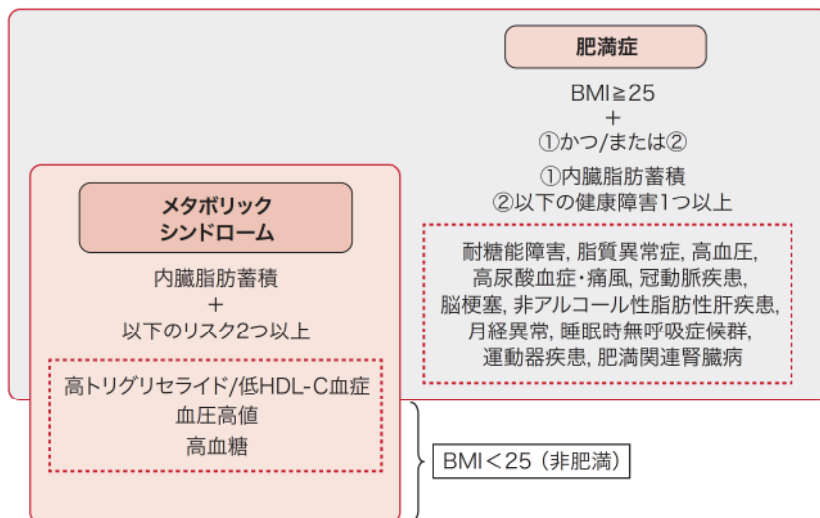 肥満症
BMI≧25
+
①かつ/または②
①内臓脂肪蓄積
②以下の健康障害1つ以上
耐糖能障害, 脂質異常症, 高血圧,
高尿酸血症・痛風, 冠動脈疾患,
脳梗塞, 非アルコール性脂肪性肝疾患,
月経異常, 睡眠時無呼吸症候群,
運動器疾患, 肥満関連腎臓病
メタボリック
シンドローム
内臓脂肪蓄積
+
以下のリスク2つ以上
高トリグリセライド/低HDL-C血症
血圧高値
高血糖
BMI<25（非肥満）